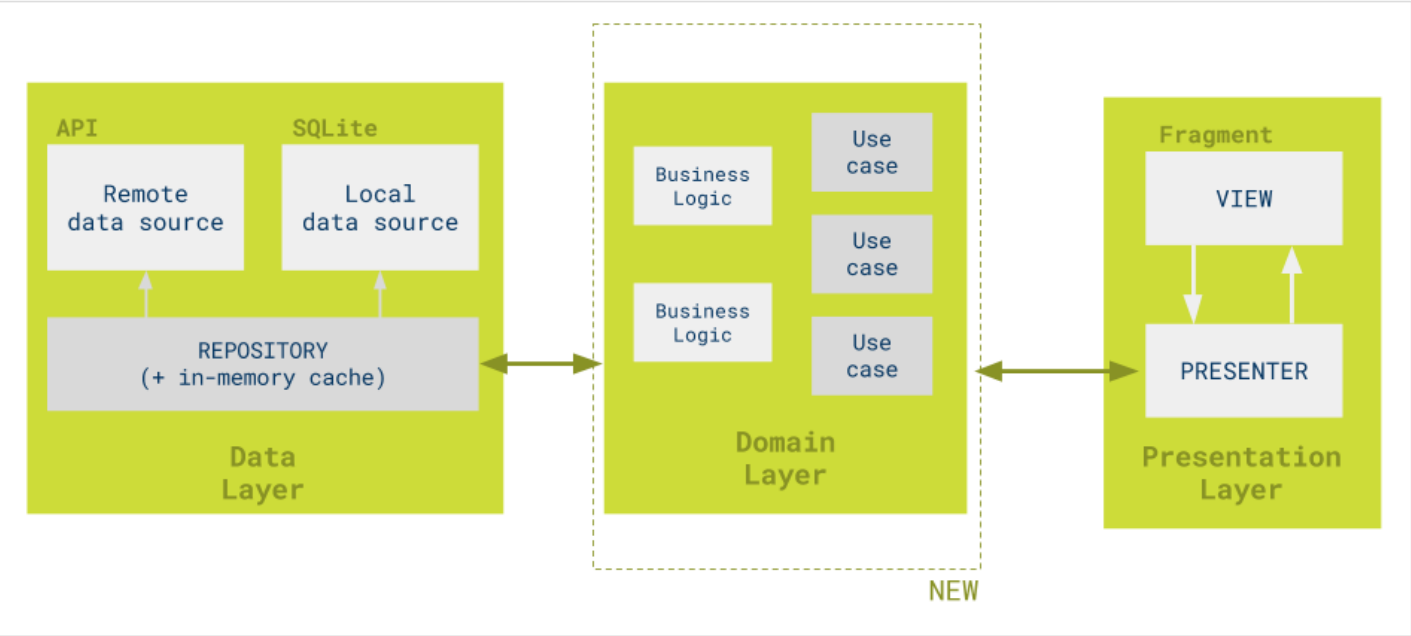 API
SQLite
Remote
data source
Local
data source
REPOSITORY
(+ in-memory cache)
Data
Layer
Business
Logic
Business
Logic
Use
case
Use
case
Use
case
Domain
Layer
NEW
Fragment
VIEW
PRESENTER
Presentation
Layer